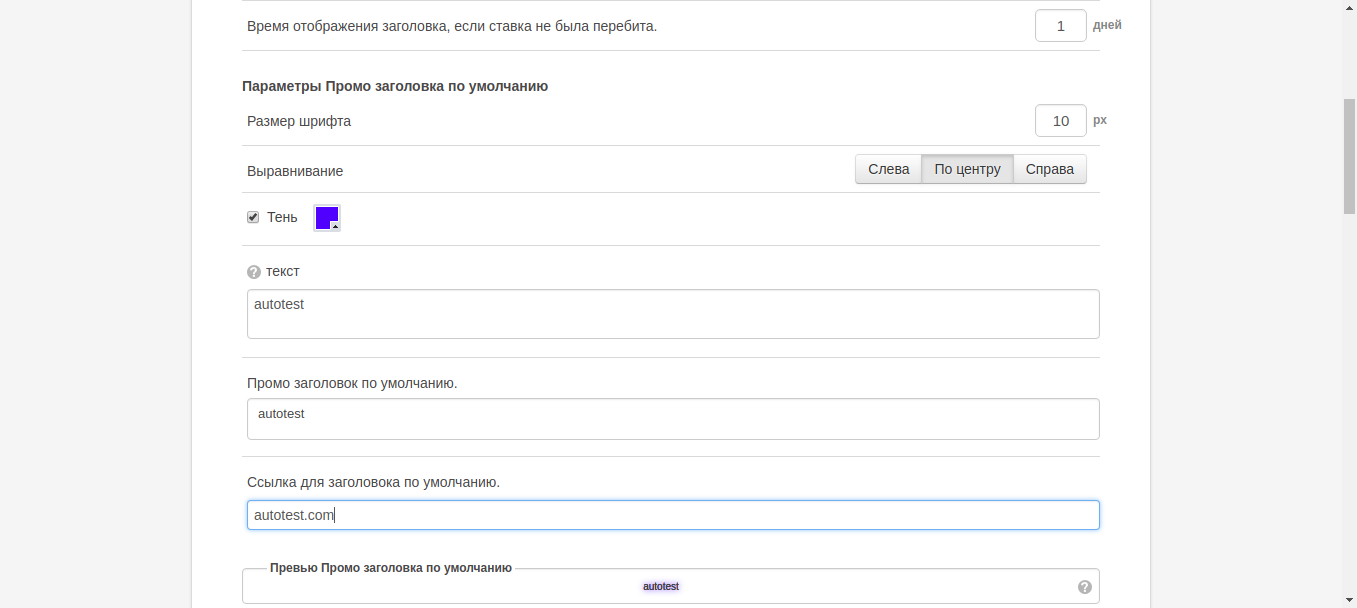 Время отображения заголовка, если ставка не была перебита.
1 дней
Параметры Промо заголовка по умолчанию
Размер шрифта
10 px
Выравнивание
Слева По центру Справа
Тень
? текст
autotest
Промо заголовок по умолчанию.
autotest
Ссылка для заголовока по умолчанию.
autotest.com
Превью Промо заголовка по умолчанию
autotest ?